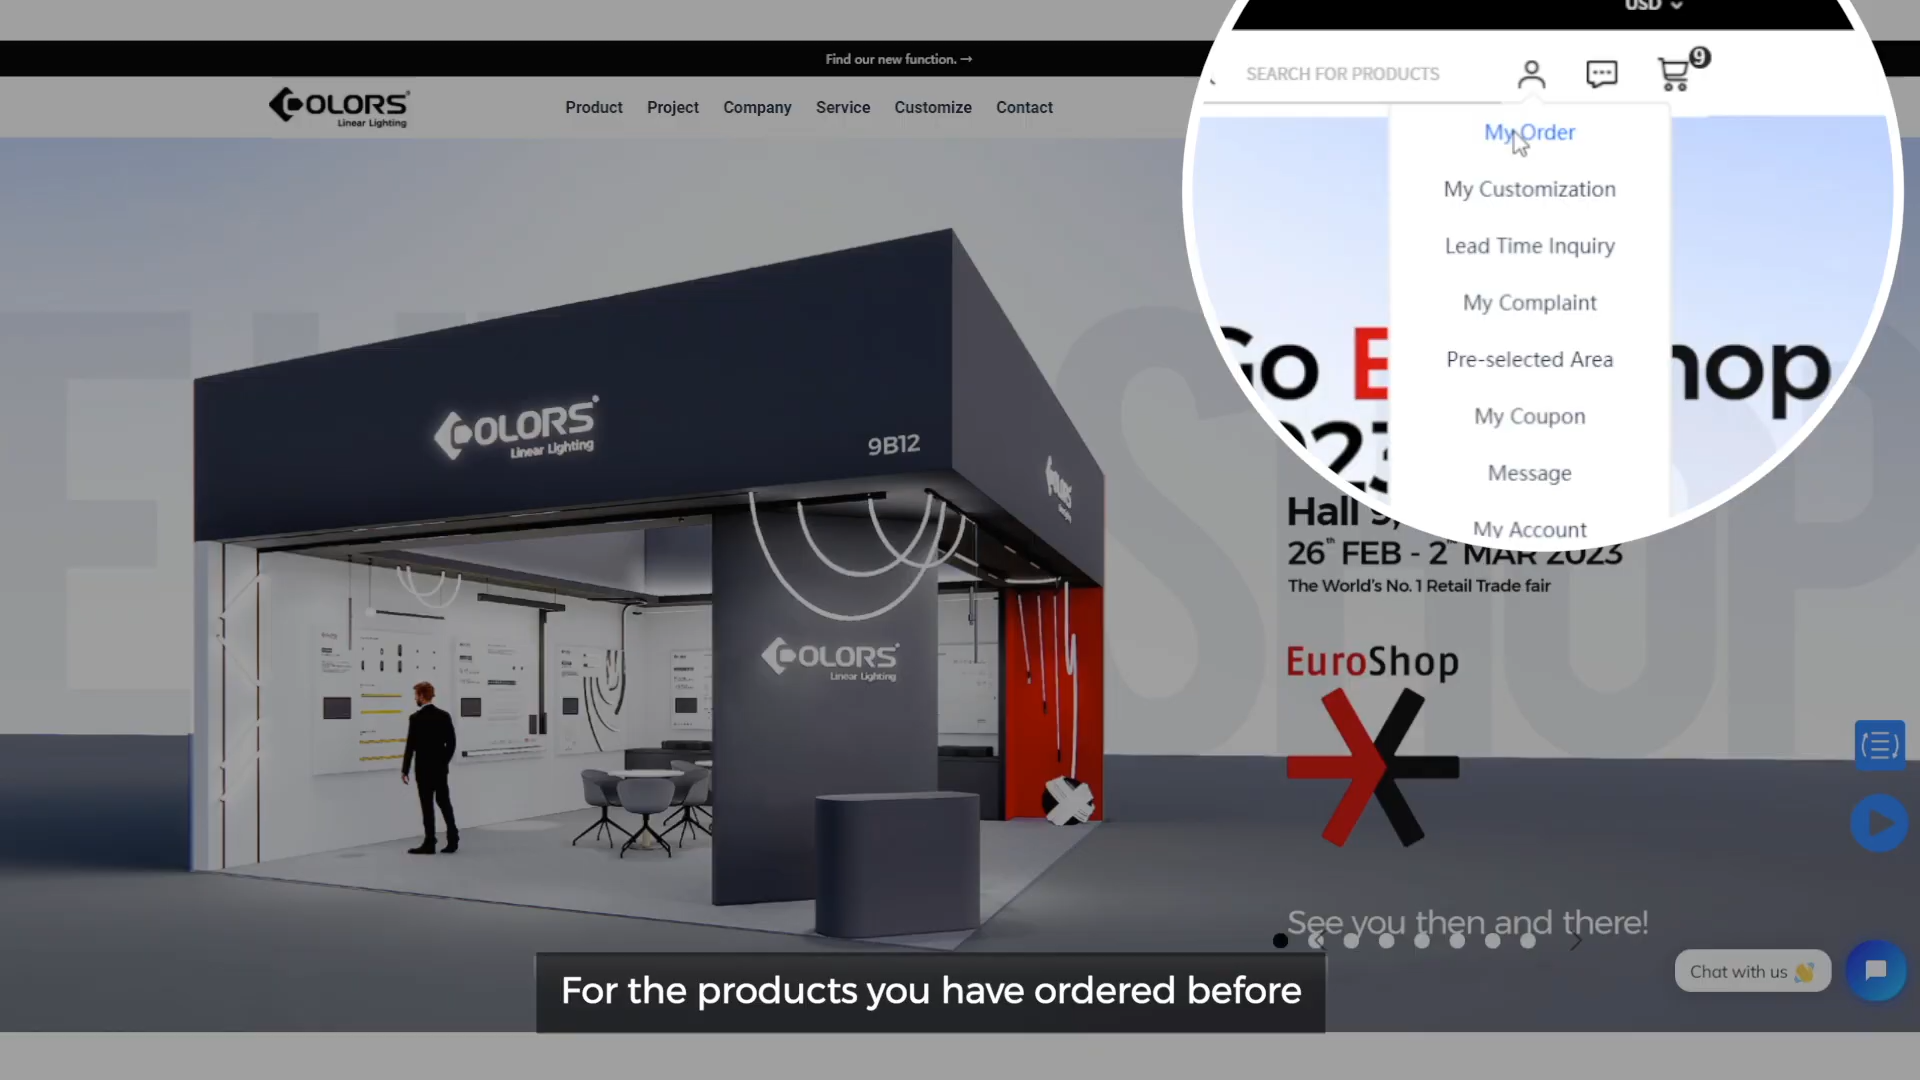 Find our new function. →
COLORS
Linear Lighting
Product Project Company Service Customize Contact
USD
SEARCH FOR PRODUCTS
9
My Order
My Customization
Lead Time Inquiry
My Complaint
Pre-selected Area
My Coupon
Message
My Account
COLORS
Linear Lighting
9B12
COLORS
Linear Lighting
Hall
26th FEB - 2nd MAR 2023
The World's No. 1 Retail Trade fair
EuroShop
See you then and there!
Chat with us 👋
For the products you have ordered before